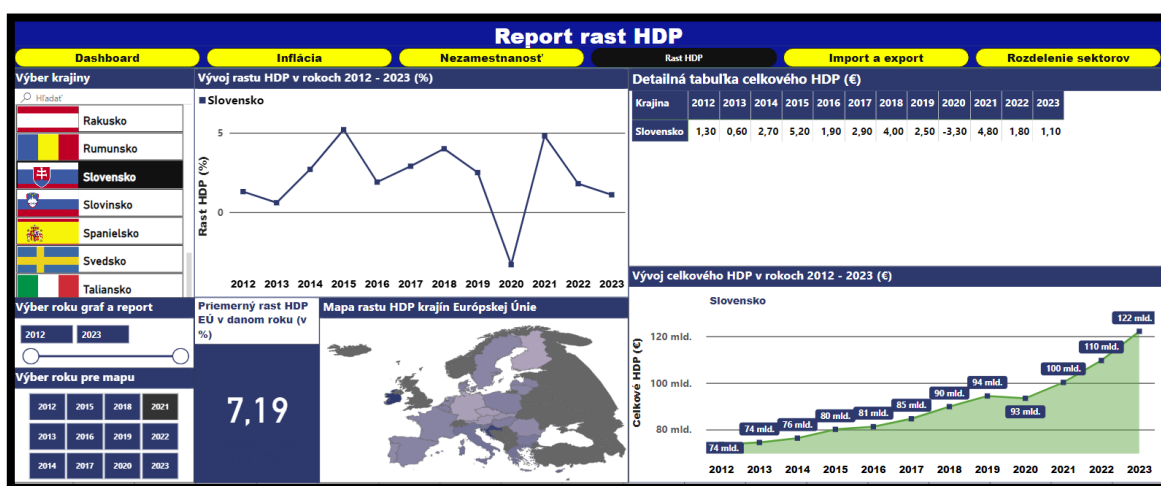 Report rast HDP
Dashboard
Inflácia
Nezamestnanosť
Rast HDP
Import a export
Rozdelenie sektorov
Výber krajiny
Hľadať
Rakusko
Rumunsko
Slovensko
Slovinsko
Spanielsko
Svedsko
Taliansko
Vývoj rastu HDP v rokoch 2012 - 2023 (%)
Slovensko
Rast HDP (%)
5
0
2012 2013 2014 2015 2016 2017 2018 2019 2020 2021 2022 2023
Detailná tabuľka celkového HDP (€)
Krajina 2012 2013 2014 2015 2016 2017 2018 2019 2020 2021 2022 2023
Slovensko 1,30 0,60 2,70 5,20 1,90 2,90 4,00 2,50 -3,30 4,80 1,80 1,10
Výber roku graf a report
2012 2023
Výber roku pre mapu
2012 2015 2018 2021
2013 2016 2019 2022
2014 2017 2020 2023
Priemerný rast HDP
EÚ v danom roku (v
%)
7,19
Mapa rastu HDP krajín Európskej Únie
Vývoj celkového HDP v rokoch 2012 - 2023 (€)
Slovensko
Celkové HDP (€)
120 mld.
100 mld.
80 mld.
74 mld.
74 mld.
76 mld.
80 mld.
81 mld.
85 mld.
90 mld.
94 mld.
93 mld.
100 mld.
110 mld.
122 mld.
2012 2013 2014 2015 2016 2017 2018 2019 2020 2021 2022 2023